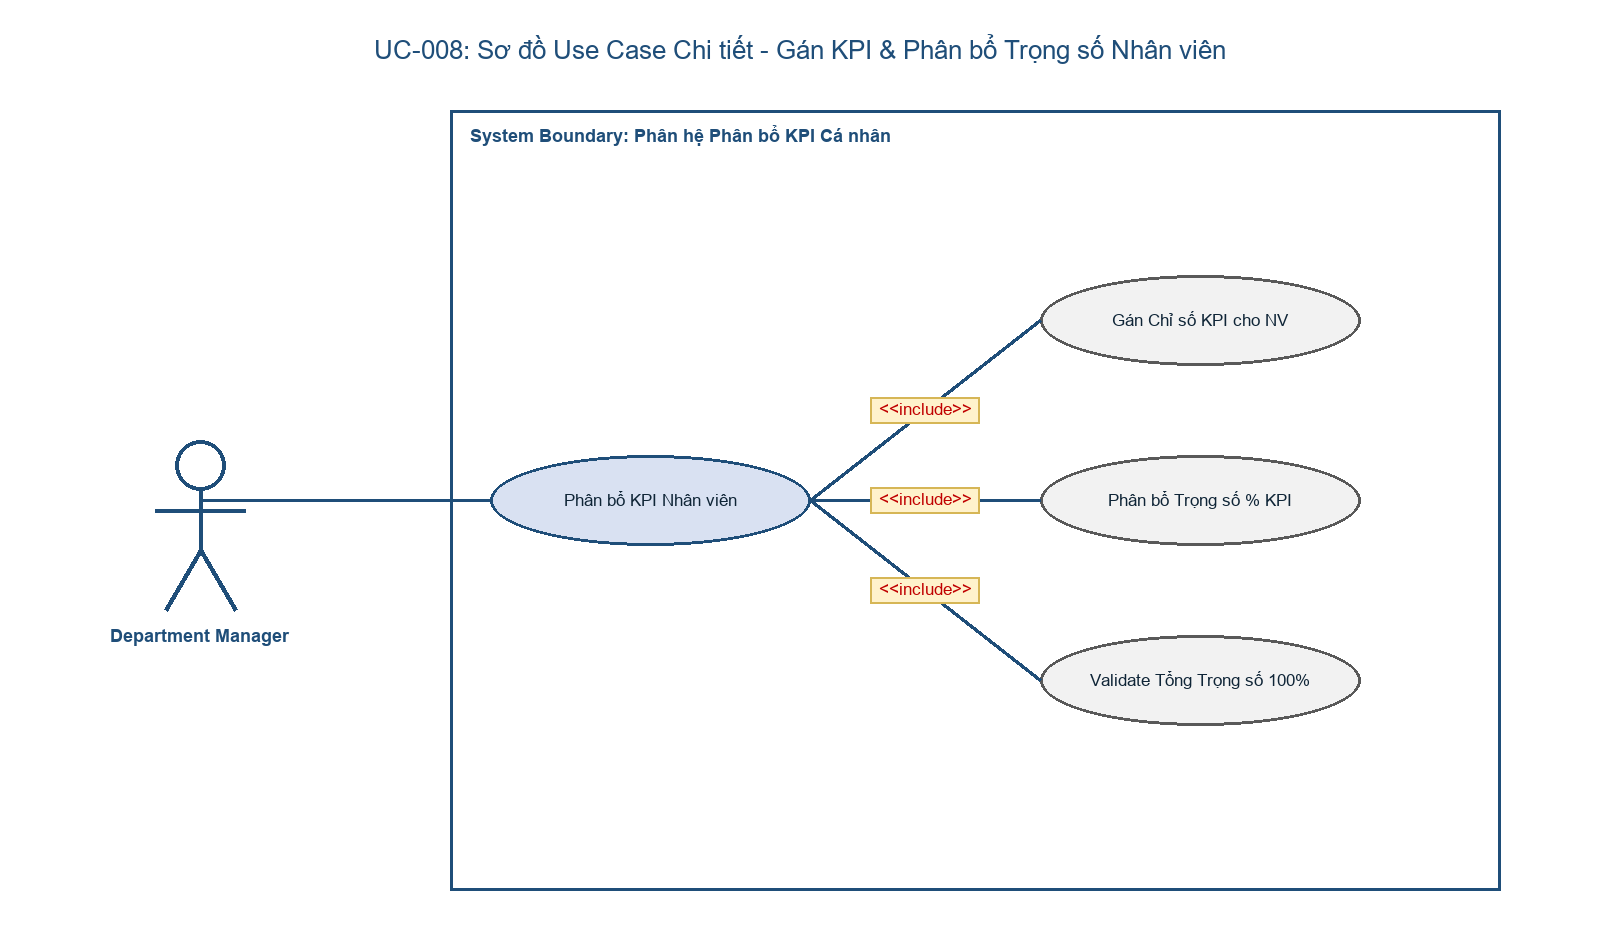 UC-008: Sơ đồ Use Case Chi tiết - Gán KPI & Phân bổ Trọng số Nhân viên
System Boundary: Phân hệ Phân bổ KPI Cá nhân
Gán Chỉ số KPI cho NV
<<include>>
Phân bổ KPI Nhân viên
<<include>>
Phân bổ Trọng số % KPI
<<include>>
Department Manager
Validate Tổng Trọng số 100%